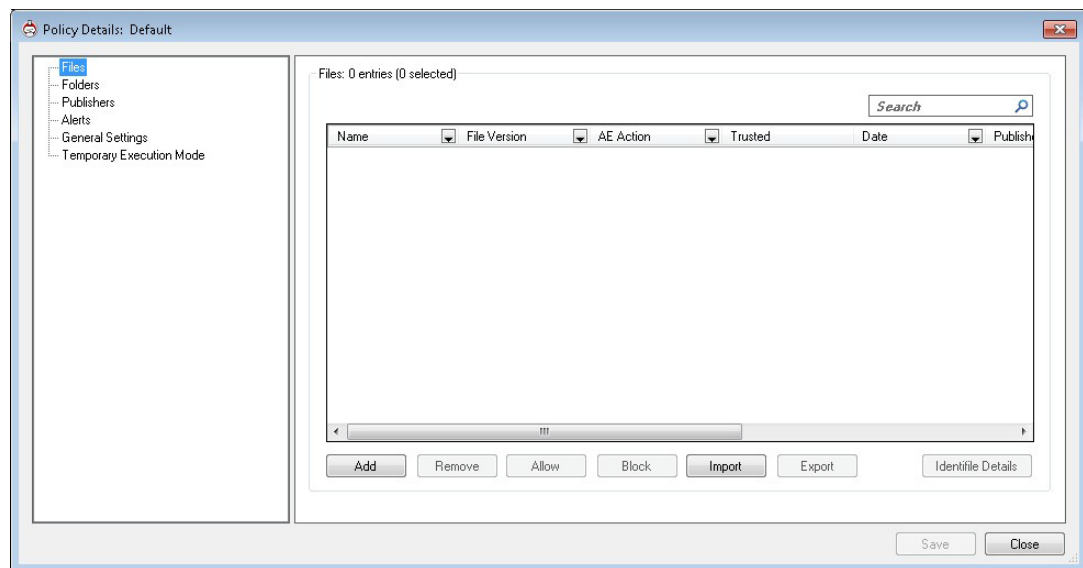 Policy Details: Default
Files
Folders
Publishers
Alerts
General Settings
Temporary Execution Mode
Files: 0 entries (0 selected)
Search
Name File Version AE Action Trusted Date Publishe
Add Remove Allow Block Import Export Identifile Details
Save Close